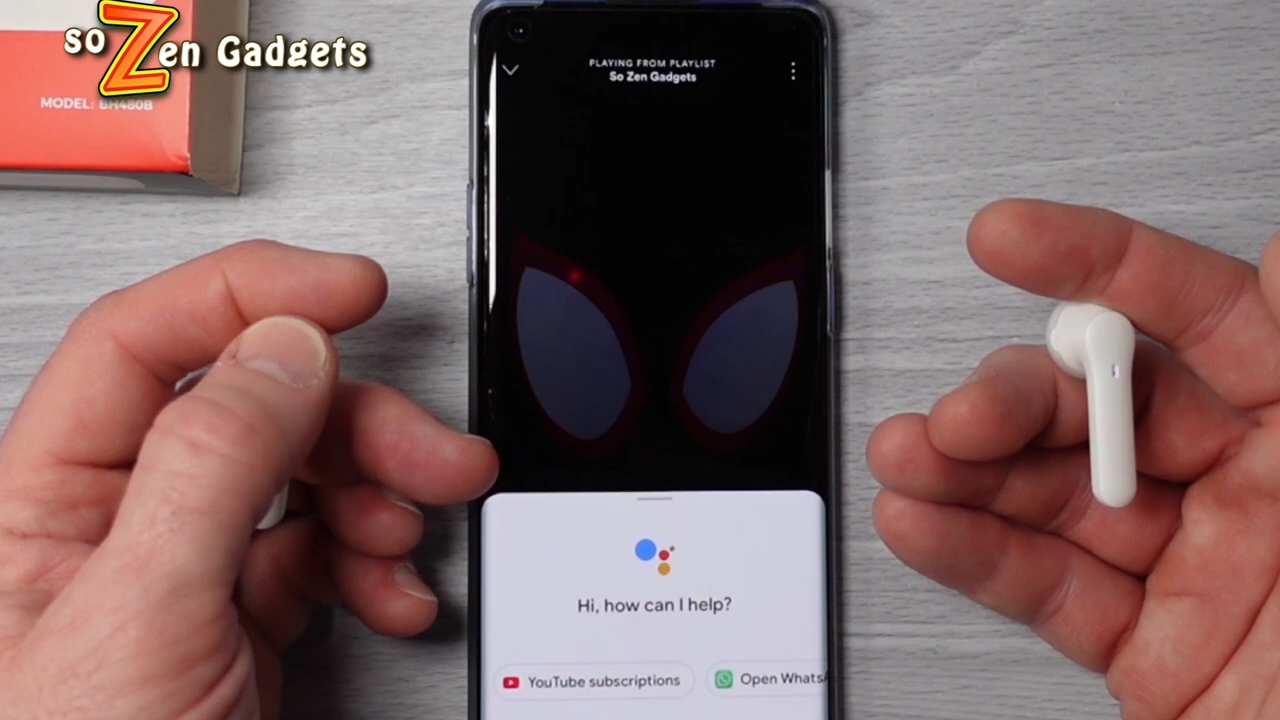 so Zen Gadgets
MODEL: BH480B
PLAYING FROM PLAYLIST
So Zen Gadgets
Hi, how can I help?
YouTube subscriptions
Open Whats